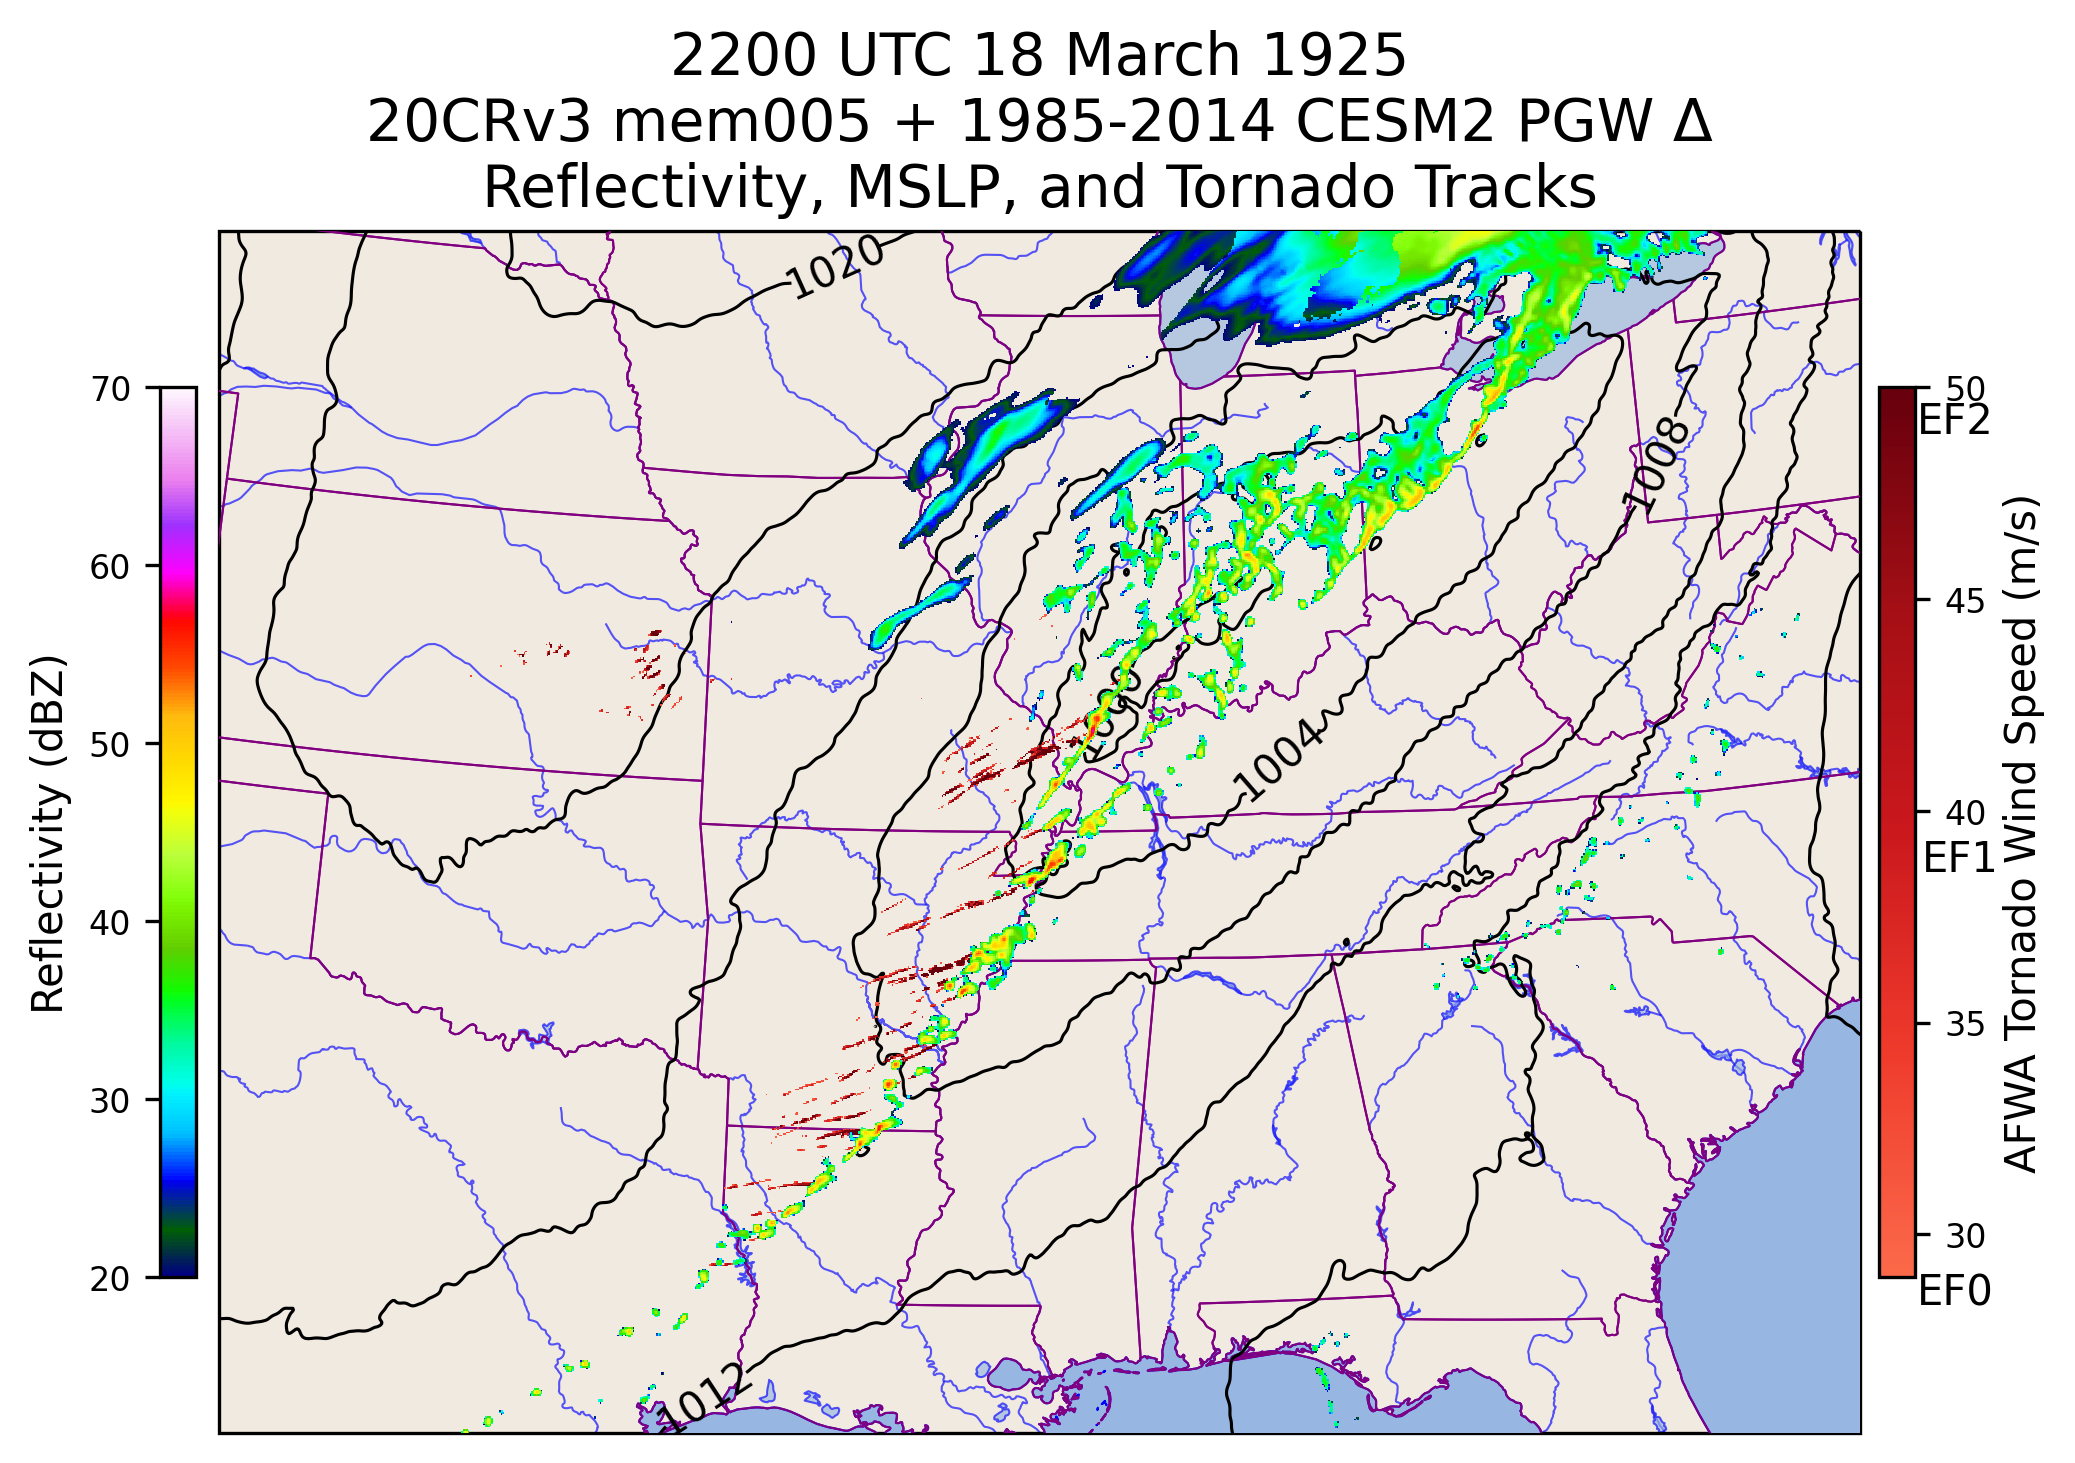 2200 UTC 18 March 1925
20CRv3 mem005 + 1985-2014 CESM2 PGW Δ
Reflectivity, MSLP, and Tornado Tracks
1020
1008
1000
1004
1012
70
60
50
40
30
20
Reflectivity (dBZ)
50
EF2
45
40
EF1
35
30
EF0
AFWA Tornado Wind Speed (m/s)